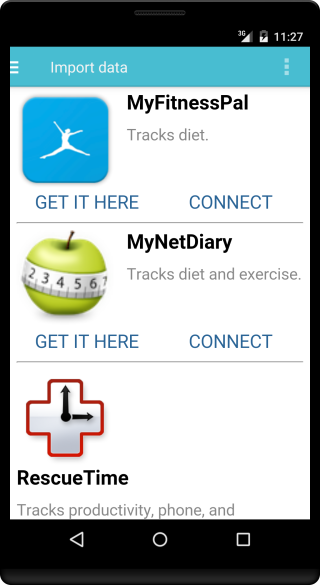 3G 11:27
Import data
MyFitnessPal
Tracks diet.
GET IT HERE CONNECT
MyNetDiary
Tracks diet and exercise.
1 2 3 4 5 6 7
GET IT HERE CONNECT
RescueTime
Tracks productivity, phone, and